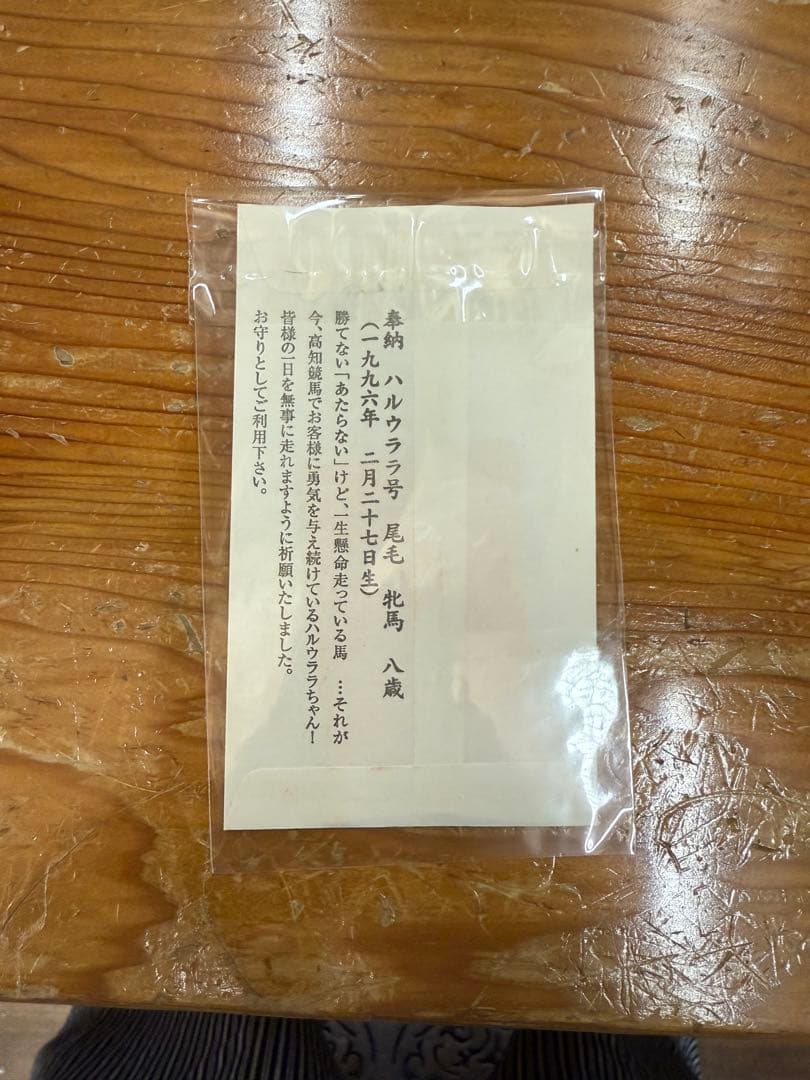 奉納　ハルウララ号　尾毛　牝馬　八歳
（一九九六年　二月二十七日生）
勝てない「あたらない」けど、一生懸命走っている馬　…それが
今、高知競馬でお客様に勇気を与え続けているハルウララちゃん！
皆様の一日を無事に走れますように祈願いたしました。
お守りとしてご利用下さい。